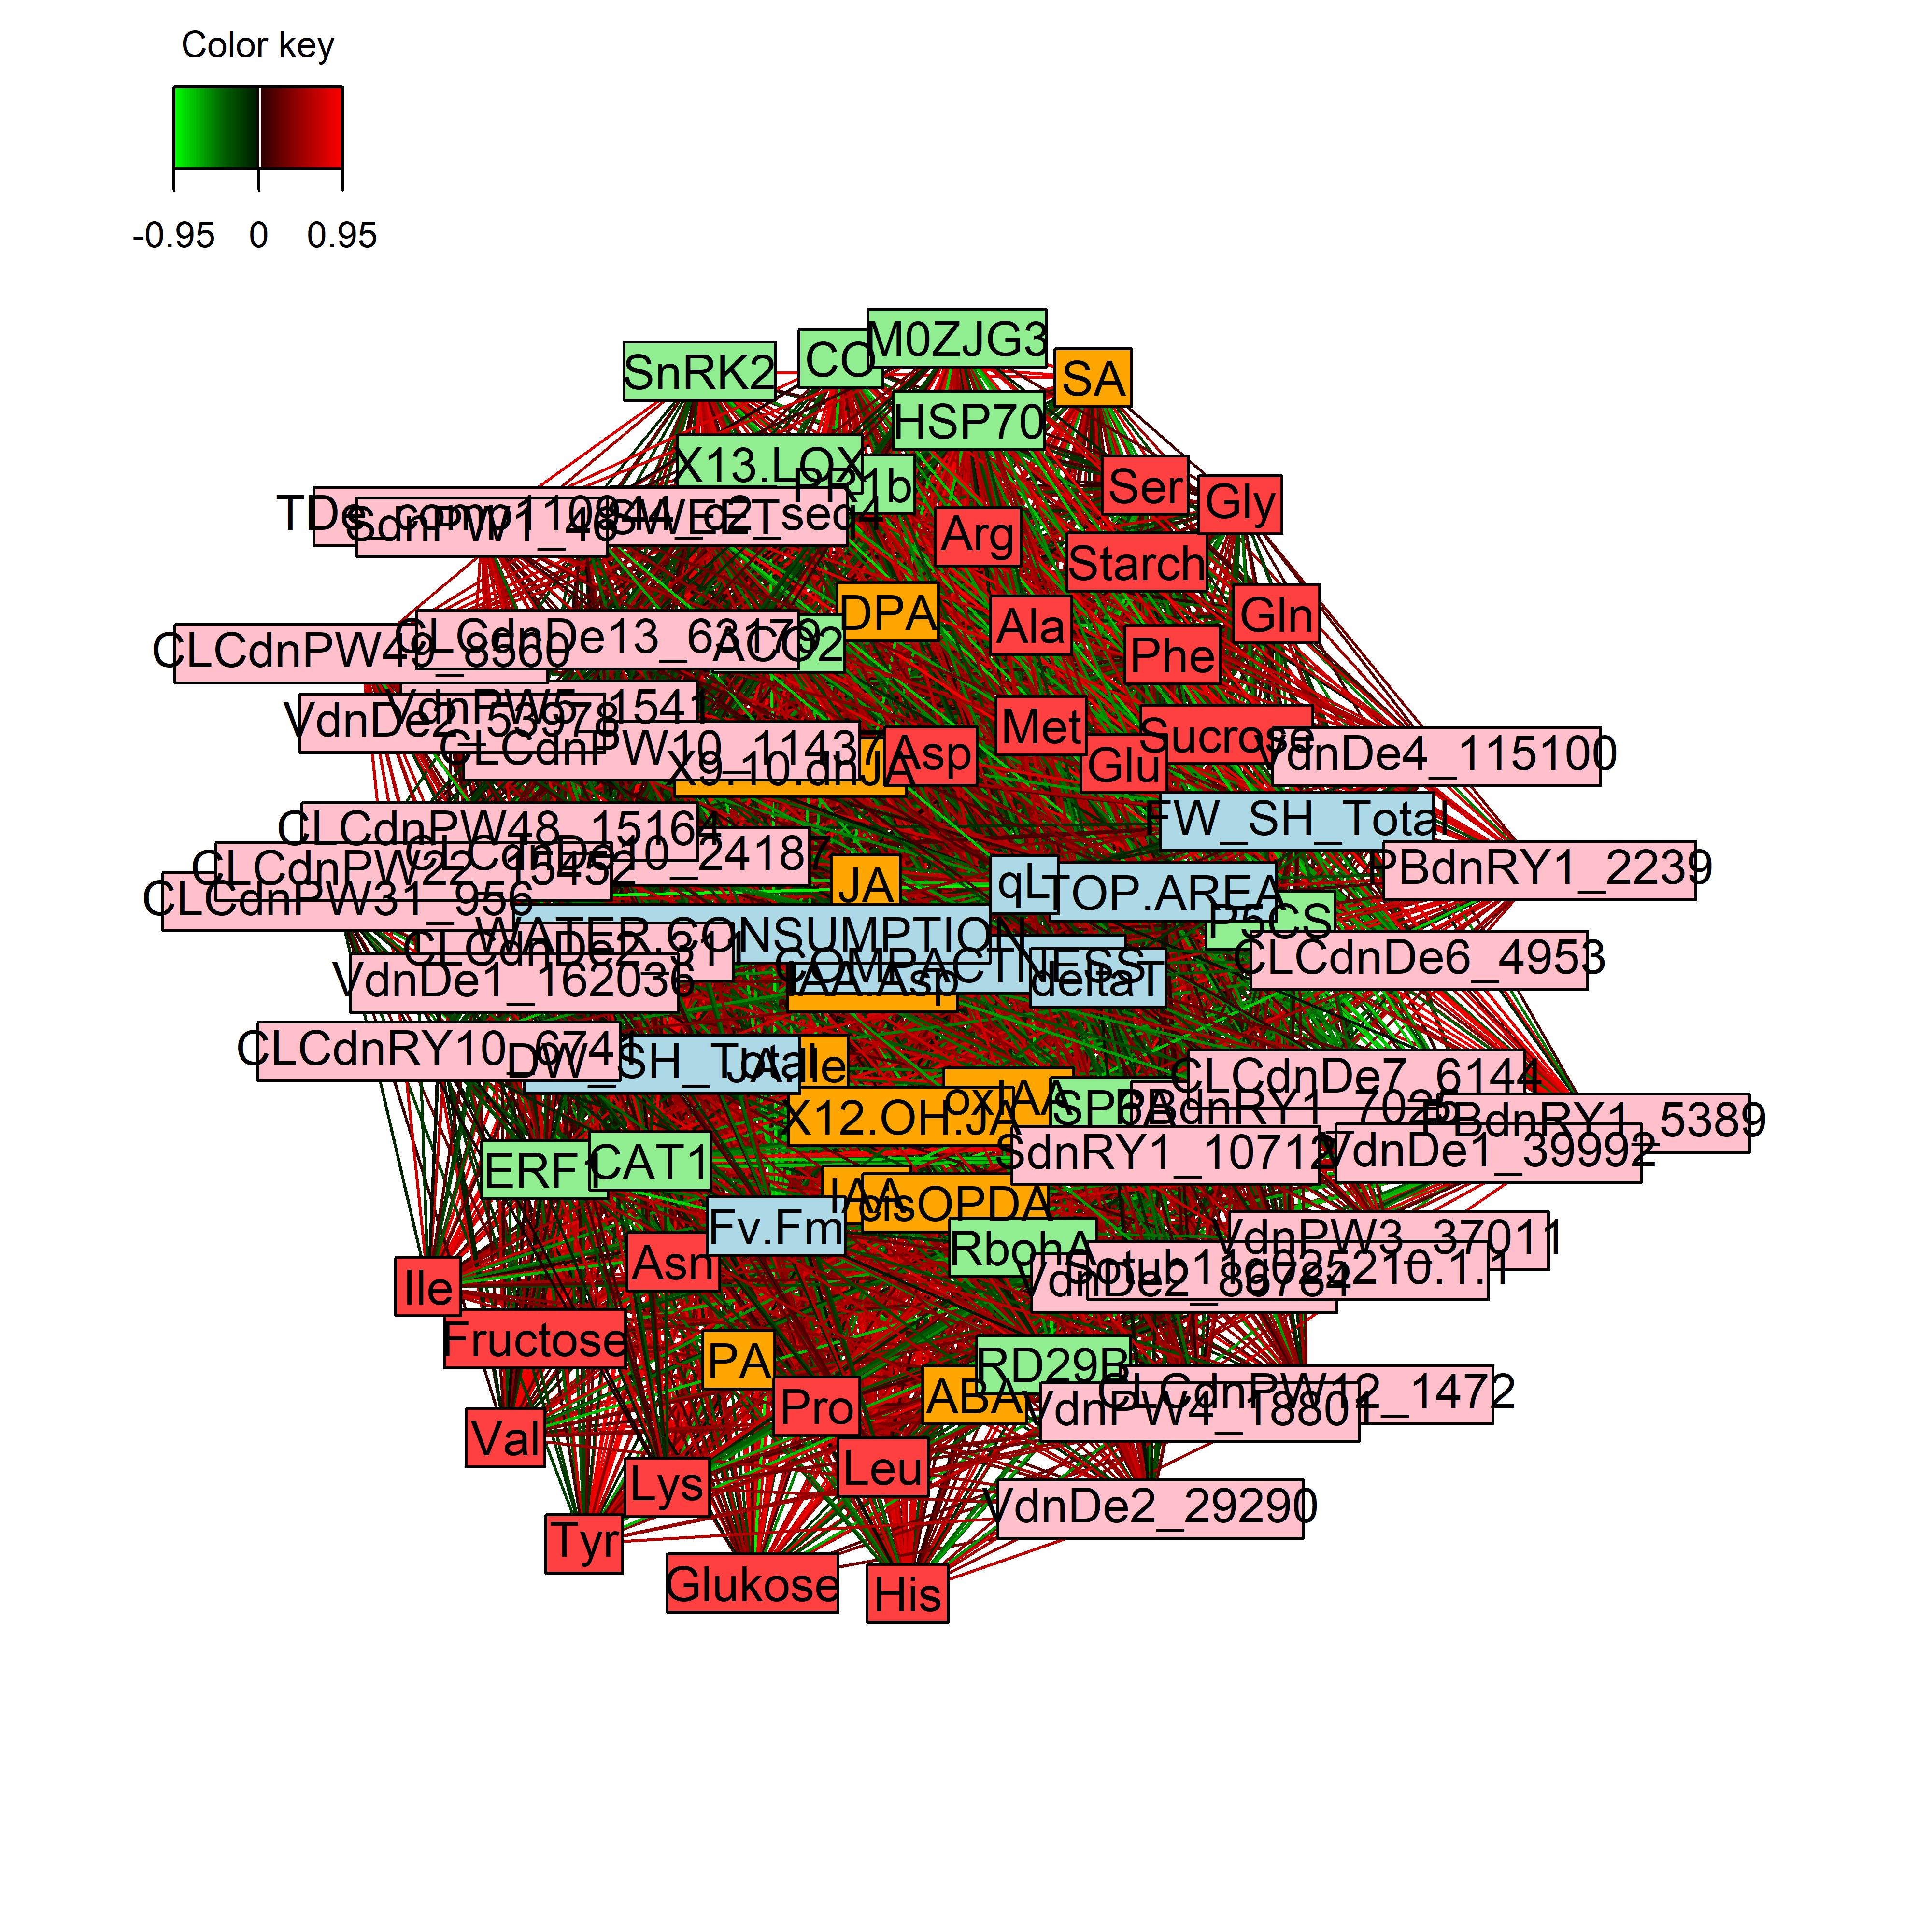 Color key
-0.95 0 0.95
M0ZJG3
CO
SnRK2
SA
HSP70
X13.LOX
PR1b
Ser
Gly
SdnPW1_48
Arg
Starch
DPA
Ala
Gln
CLCdnPW49_8560
CLCdnDe13_63179
ACO2
Phe
VdnPW5_1541
VdnDe2_53978
Met
Sucrose
CLCdnPW10_11437
Asp
VdnDe4_115100
X9_10.dnJA
Glu
FW_SH_Total
CLCdnPW48_15164
CLCdnDe10_24187
CLCdnPW22_15452
PBdnRY1_2239
JA
qL
TOP.AREA
CLCdnPW31_956
P5CS
WATER.CONSUMPTION
CLCdnDe2_311
CLCdnDe6_4953
COMPACTNESS
VdnDe1_162036
IAA.Asp
deltaT
CLCdnRY10_6741
DW_SH_Total
JA.Ile
CLCdnDe7_6144
oxIAA
SP6A
PBdnRY1_7025
X12.OH.JA
PBdnRY1_5389
SdnRY1_10712
VdnDe1_39992
ERF1
CAT1
IAA
cisOPDA
Fv.Fm
VdnPW3_37011
RbohA
Asn
Sotub11g025210.1.1
Ile
Fructose
PA
RD29B
ABA
CLCdnPW12_1472
Pro
VdnPW4_18801
Val
Leu
Lys
VdnDe2_29290
Tyr
Glukose
His